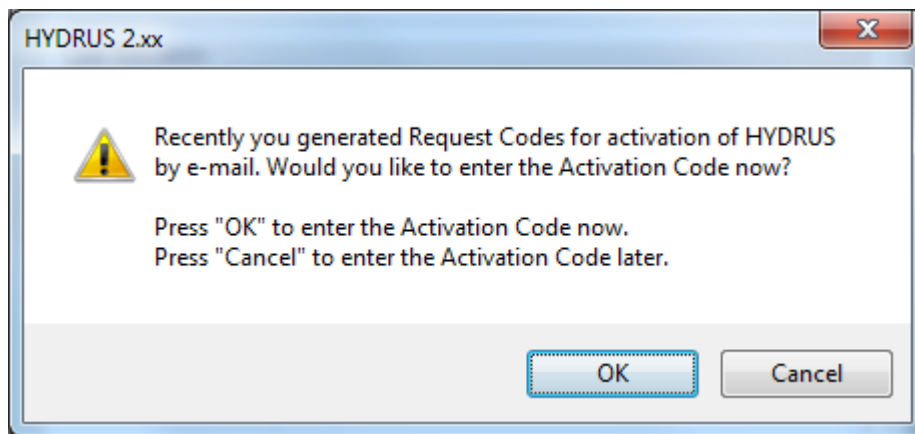 HYDRUS 2.xx
Recently you generated Request Codes for activation of HYDRUS
by e-mail. Would you like to enter the Activation Code now?
Press "OK" to enter the Activation Code now.
Press "Cancel" to enter the Activation Code later.
OK
Cancel